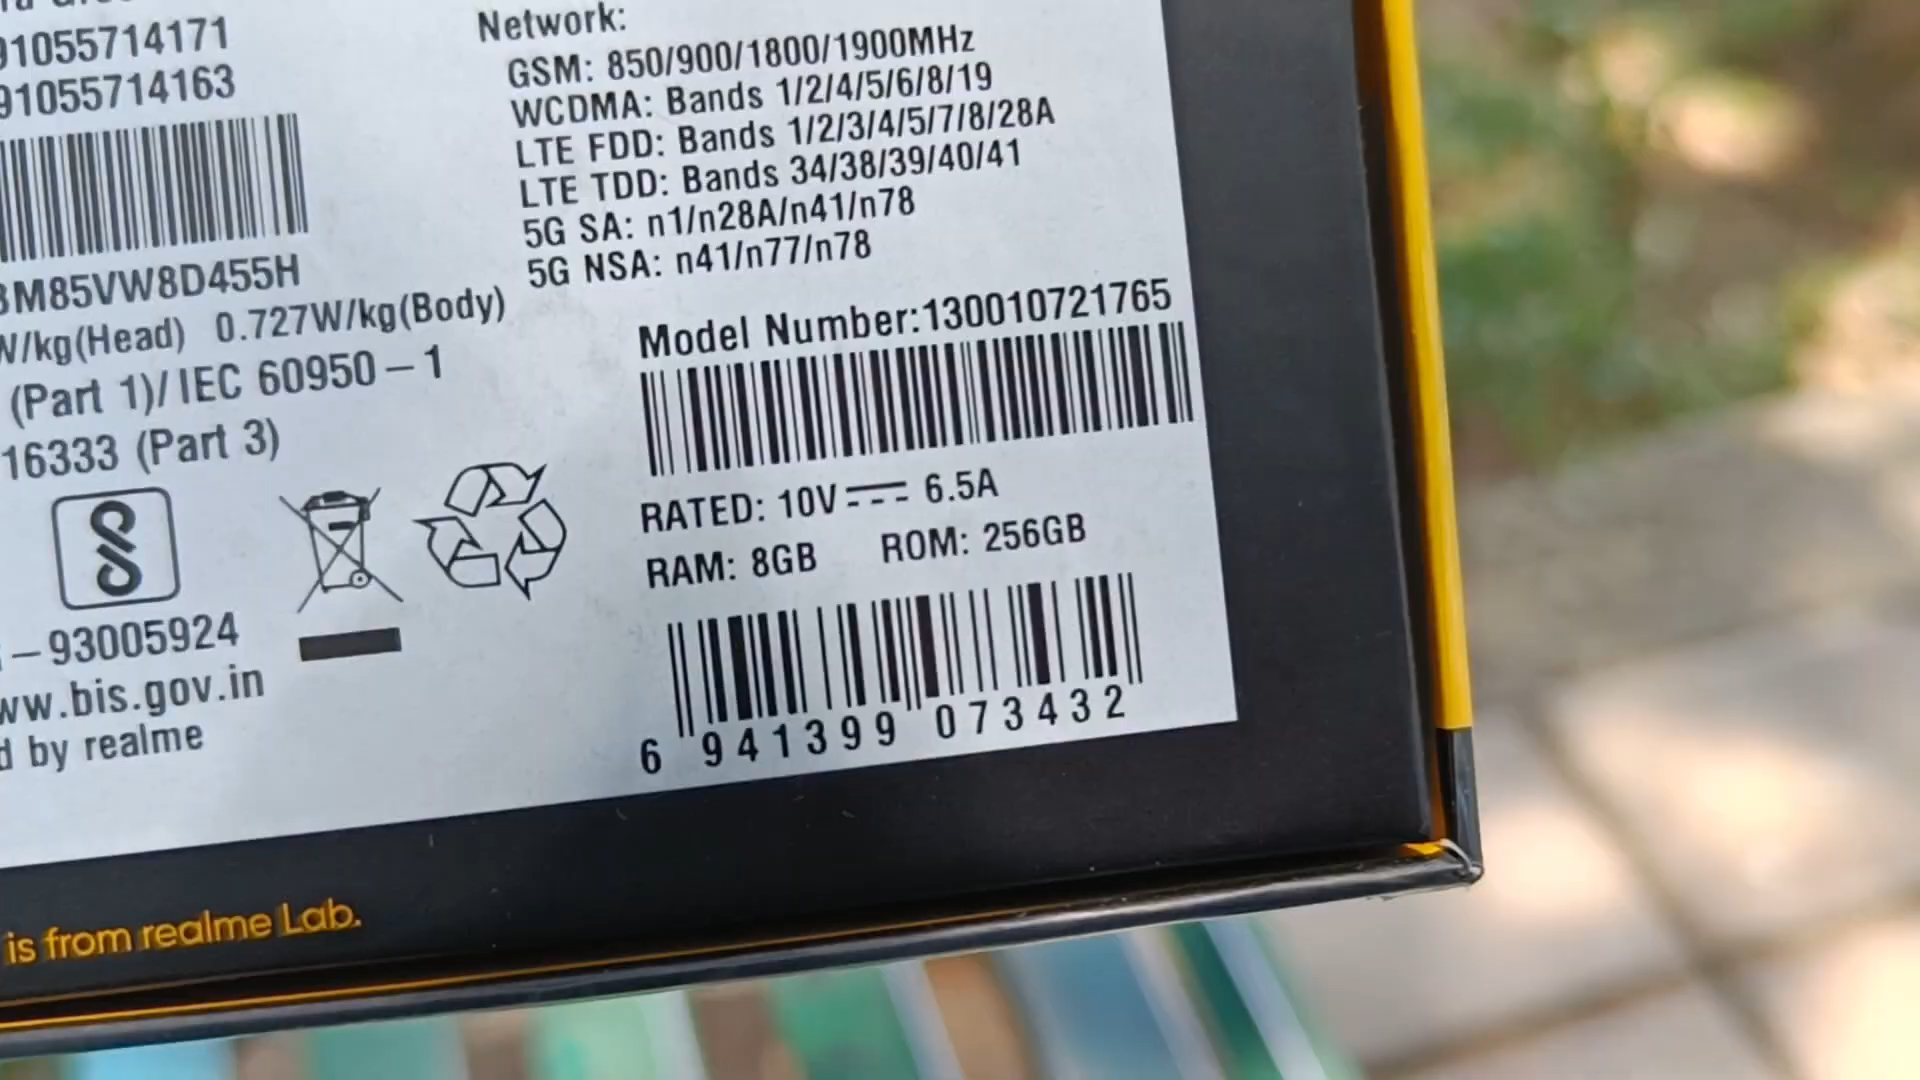 91055714171
91055714163
BM85VW8D455H
W/kg(Head) 0.727W/kg(Body)
(Part 1)/ IEC 60950 – 1
16333 (Part 3)
– 93005924
www.bis.gov.in
d by realme
Network:
GSM: 850/900/1800/1900MHz
WCDMA: Bands 1/2/4/5/6/8/19
LTE FDD: Bands 1/2/3/4/5/7/8/28A
LTE TDD: Bands 34/38/39/40/41
5G SA: n1/n28A/n41/n78
5G NSA: n41/n77/n78
Model Number:130010721765
RATED: 10V⎓ 6.5A
RAM: 8GB ROM: 256GB
6 941399 073432
is from realme Lab.